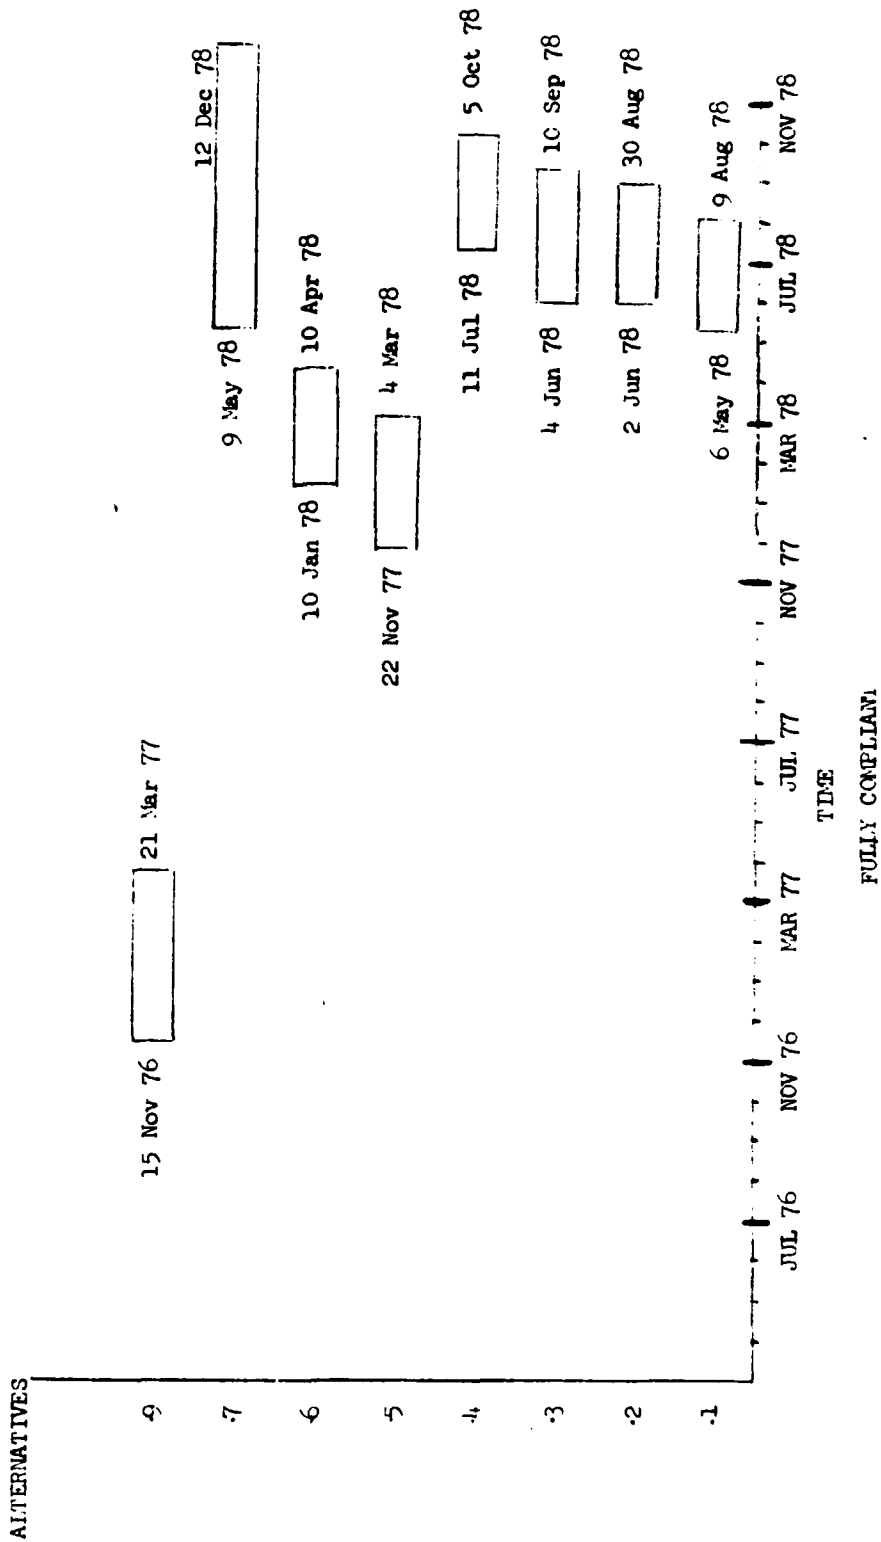 ALTERNATIVES
.9
15 Nov 76
21 Mar 77
.7
9 May 78
12 Dec 78
.6
10 Jan 78
10 Apr 78
.5
22 Nov 77
4 Mar 78
.4
11 Jul 78
5 Oct 78
.3
4 Jun 78
10 Sep 78
.2
2 Jun 78
30 Aug 78
.1
6 May 78
9 Aug 78
JUL 76
NOV 76
MAR 77
JUL 77
NOV 77
MAR 78
JUL 78
NOV 78
TIME
FULLY COMPLIANT